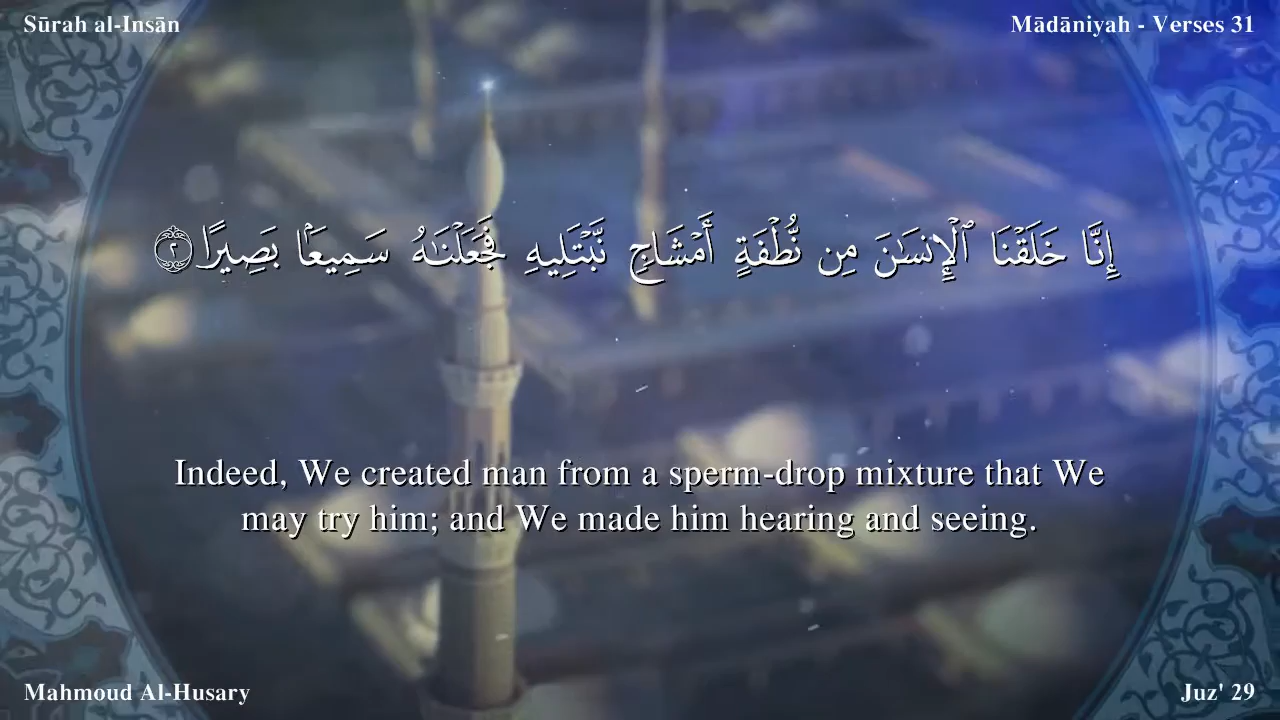 Sūrah al-Insān
Mādāniyah - Verses 31
إِنَّا خَلَقْنَا ٱلْإِنسَـٰنَ مِن نُّطْفَةٍ أَمْشَاجٍ نَّبْتَلِيهِ فَجَعَلْنَـٰهُ سَمِيعًۢا بَصِيرًا ٢
Indeed, We created man from a sperm-drop mixture that We
may try him; and We made him hearing and seeing.
Mahmoud Al-Husary
Juz' 29